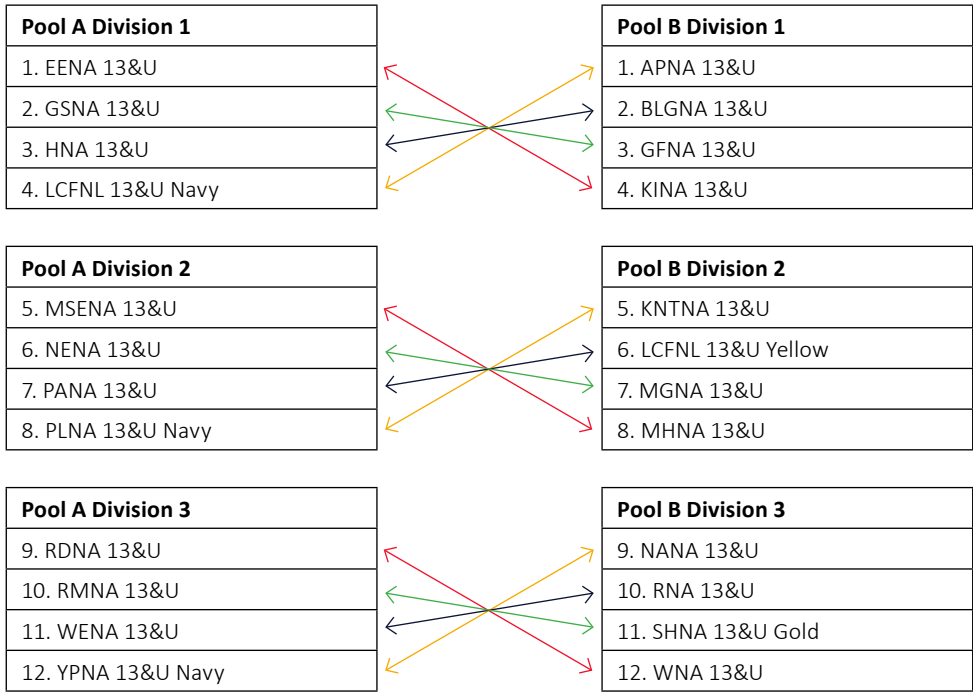 Pool A Division 1
1. EENA 13&U
2. GSNA 13&U
3. HNA 13&U
4. LCFNL 13&U Navy
Pool B Division 1
1. APNA 13&U
2. BLGNA 13&U
3. GFNA 13&U
4. KINA 13&U
Pool A Division 2
5. MSENA 13&U
6. NENA 13&U
7. PANA 13&U
8. PLNA 13&U Navy
Pool B Division 2
5. KNTNA 13&U
6. LCFNL 13&U Yellow
7. MGNA 13&U
8. MHNA 13&U
Pool A Division 3
9. RDNA 13&U
10. RMNA 13&U
11. WENA 13&U
12. YPNA 13&U Navy
Pool B Division 3
9. NANA 13&U
10. RNA 13&U
11. SHNA 13&U Gold
12. WNA 13&U